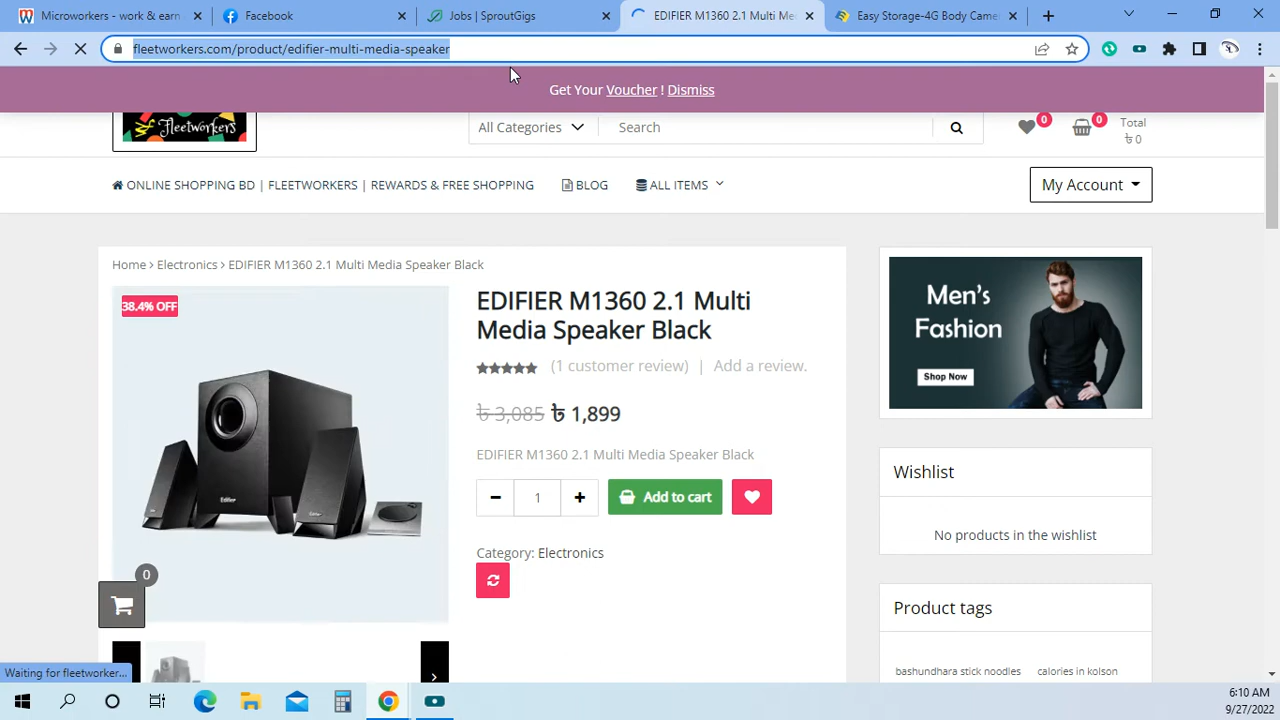 Microworkers - work & earn
Facebook
Jobs | SproutGigs
EDIFIER M1360 2.1 Multi Me
Easy Storage-4G Body Came
fleetworkers.com/product/edifier-multi-media-speaker
Get Your Voucher ! Dismiss
Fleetworkers
All Categories
Search
0
0
Total
৳ 0
ONLINE SHOPPING BD | FLEETWORKERS | REWARDS & FREE SHOPPING
BLOG
ALL ITEMS
My Account
Home › Electronics › EDIFIER M1360 2.1 Multi Media Speaker Black
38.4% OFF
Edifier
EDIFIER M1360 2.1 Multi
Media Speaker Black
(1 customer review) | Add a review.
৳ 3,085 ৳ 1,899
EDIFIER M1360 2.1 Multi Media Speaker Black
- 1 +
Add to cart
Category: Electronics
0
Men's
Fashion
Shop Now
Wishlist
No products in the wishlist
Product tags
bashundhara stick noodles
calories in kolson
Waiting for fleetworker...
6:10 AM
9/27/2022